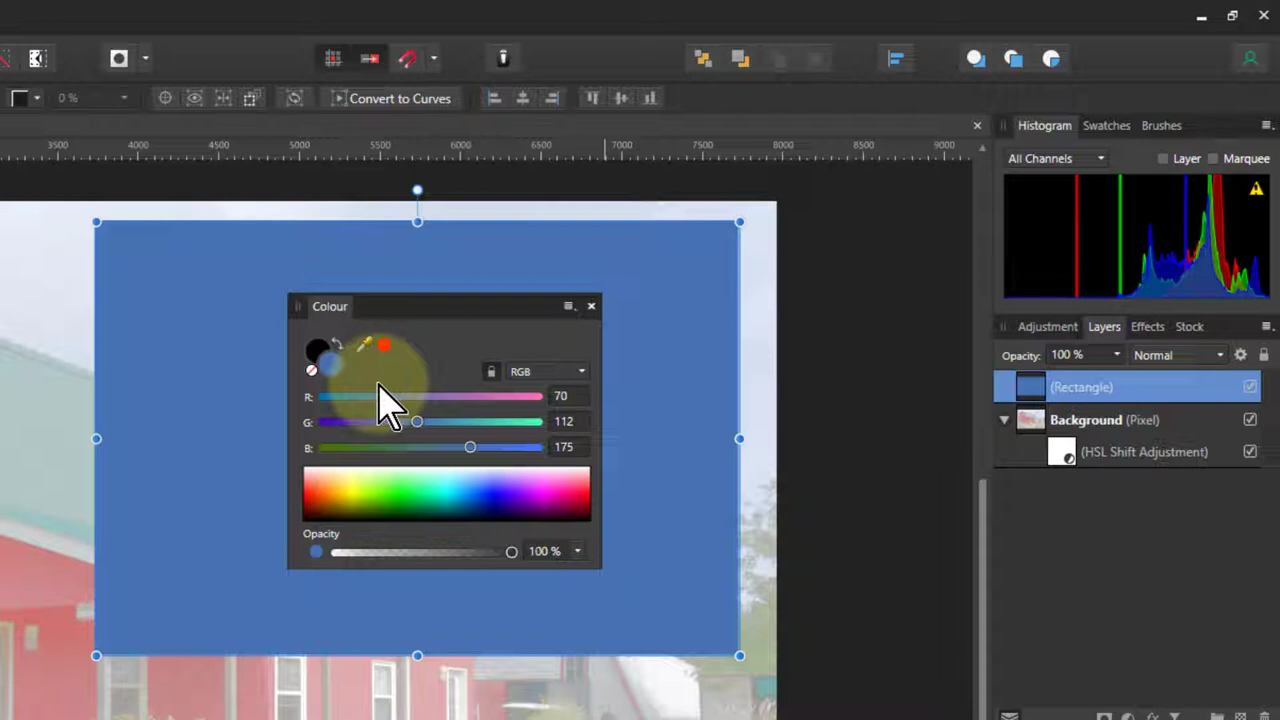 0 %
Convert to Curves
3500 4000 4500 5000 5500 6000 6500 7000 7500 8000 8500 9000
Histogram Swatches Brushes
All Channels Layer Marquee
Colour
RGB
R: 70
G: 112
B: 175
Opacity
100 %
Adjustment Layers Effects Stock
Opacity: 100 % Normal
(Rectangle)
Background (Pixel)
(HSL Shift Adjustment)